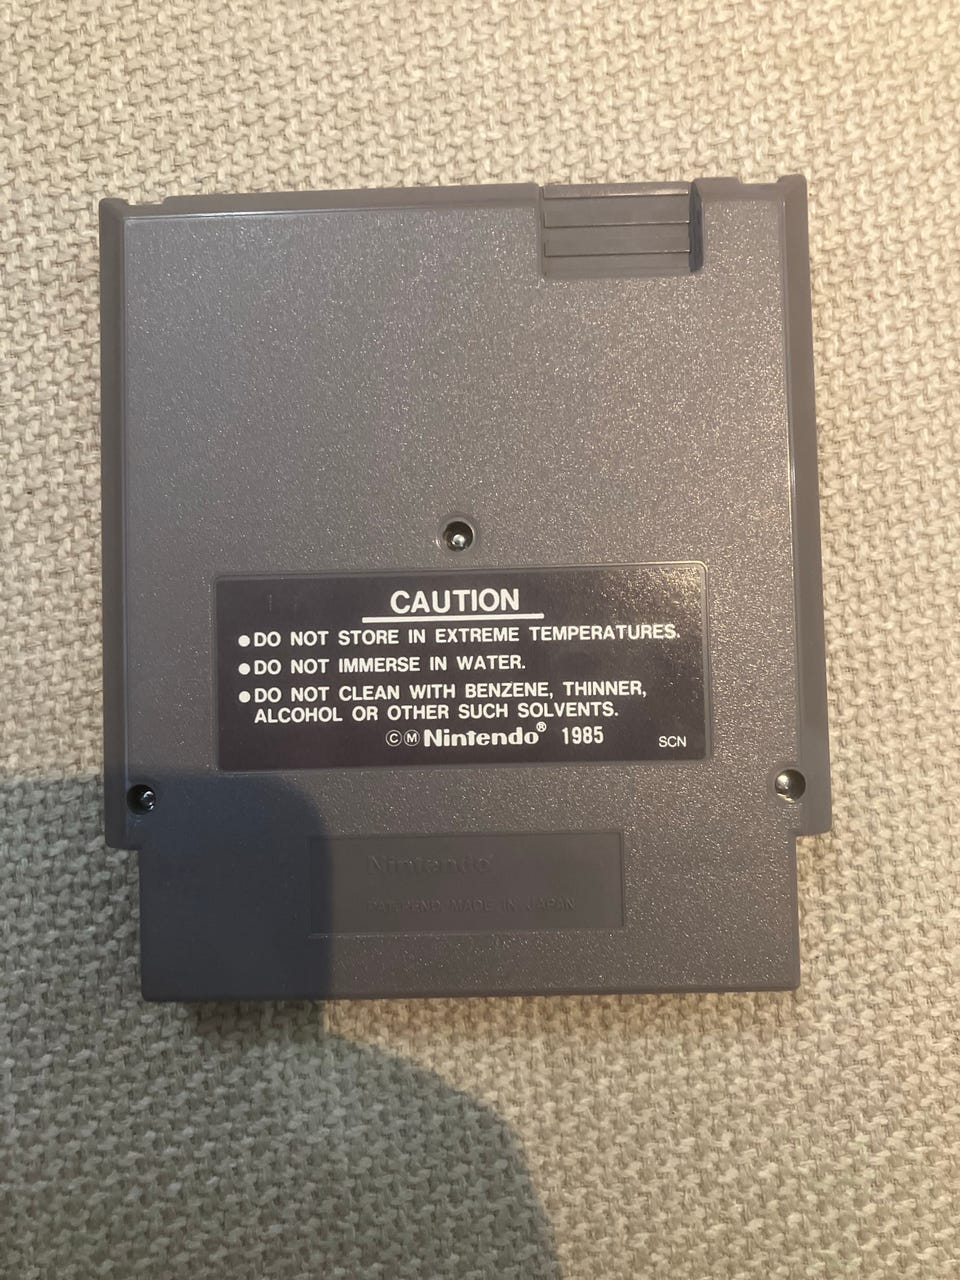 CAUTION
●DO NOT STORE IN EXTREME TEMPERATURES.
●DO NOT IMMERSE IN WATER.
●DO NOT CLEAN WITH BENZENE, THINNER,
ALCOHOL OR OTHER SUCH SOLVENTS.
ⒸⓂNintendo® 1985
SCN
Nintendo®
PAT. PEND MADE IN JAPAN